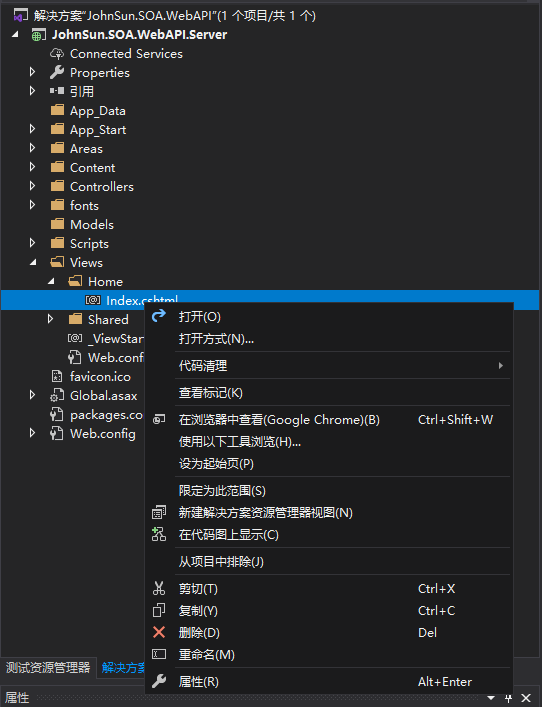 解决方案"JohnSun.SOA.WebAPI"(1 个项目/共 1 个)
JohnSun.SOA.WebAPI.Server
Connected Services
Properties
引用
App_Data
App_Start
Areas
Content
Controllers
fonts
Models
Scripts
Views
Home
Index.cshtml
Shared
_ViewStar
Web.conf
favicon.ico
Global.asax
packages.co
Web.config
打开(O)
打开方式(N)...
代码清理
查看标记(K)
在浏览器中查看(Google Chrome)(B) Ctrl+Shift+W
使用以下工具浏览(H)...
设为起始页(P)
限定为此范围(S)
新建解决方案资源管理器视图(N)
在代码图上显示(C)
从项目中排除(J)
剪切(T) Ctrl+X
复制(Y) Ctrl+C
删除(D) Del
重命名(M)
属性(R) Alt+Enter
测试资源管理器 解决方案
属性